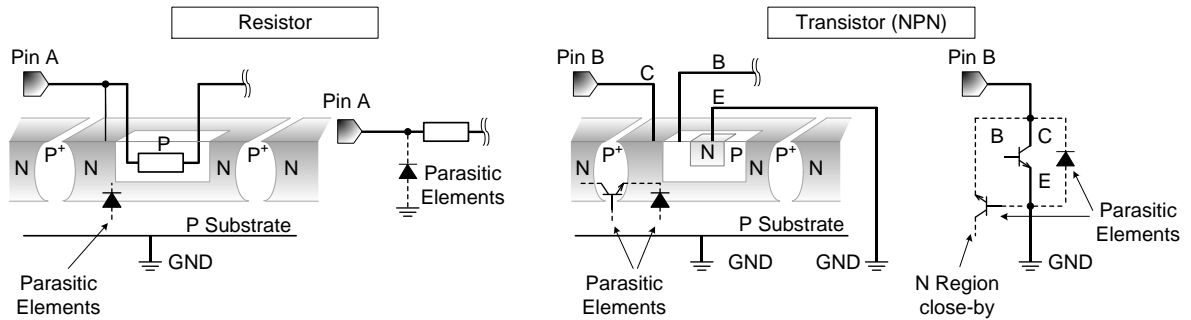 Resistor
Pin A
N
P+
N
P
N
P+
N
P Substrate
GND
Parasitic
Elements
Pin A
Parasitic
Elements
Transistor (NPN)
Pin B
C
B
E
N
P+
N
N
P
N
P+
N
P Substrate
GND
GND
Parasitic
Elements
Pin B
B
C
E
Parasitic
Elements
GND
N Region
close-by